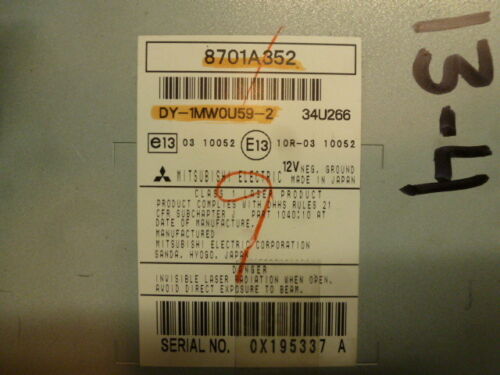 8701A352
DY-1MW0U59-2 34U266
e13 03 10052 E13 10R-03 10052
MITSUBISHI ELECTRIC 12V NEG. GROUND
MADE IN JAPAN
CLASS 1 LASER PRODUCT
PRODUCT COMPLIES WITH DHHS RULES 21
CFR SUBCHAPTER J PART 1040:10 AT
DATE OF MANUFACTURE.
MANUFACTURED
MITSUBISHI ELECTRIC CORPORATION
SANDA, HYOGO, JAPAN
DANGER
INVISIBLE LASER RADIATION WHEN OPEN.
AVOID DIRECT EXPOSURE TO BEAM.
SERIAL NO. 0X195337 A
13-4